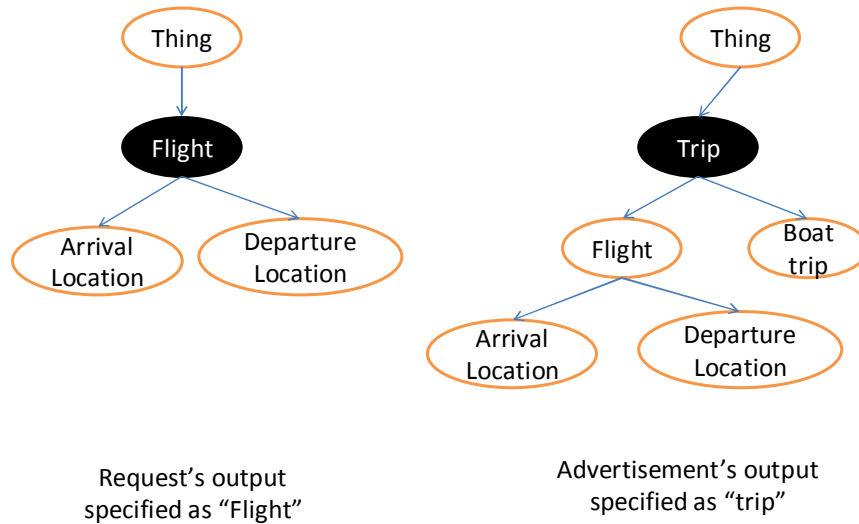 Thing
Flight
Arrival
Location
Departure
Location
Request's output
specified as “Flight”
Thing
Trip
Flight
Boat
trip
Arrival
Location
Departure
Location
Advertisement's output
specified as “trip”